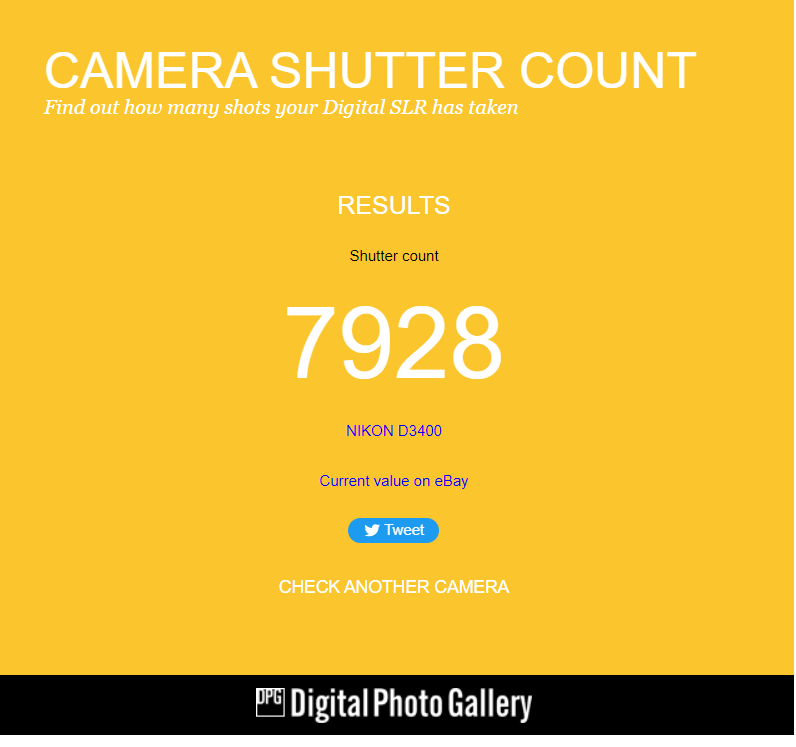 CAMERA SHUTTER COUNT
Find out how many shots your Digital SLR has taken
RESULTS
Shutter count
7928
NIKON D3400
Current value on eBay
Tweet
CHECK ANOTHER CAMERA
DPG Digital Photo Gallery